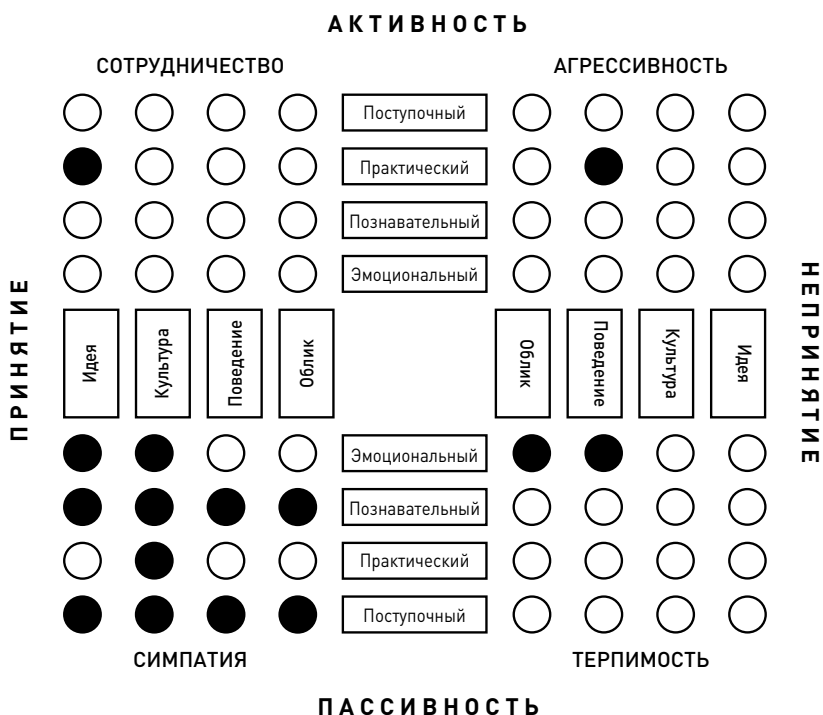 АКТИВНОСТЬ
СОТРУДНИЧЕСТВО
АГРЕССИВНОСТЬ
Поступочный
Практический
Познавательный
Эмоциональный
ПРИНЯТИЕ
Идея
Культура
Поведение
Облик
Облик
Поведение
Культура
Идея
НЕПРИНЯТИЕ
Эмоциональный
Познавательный
Практический
Поступочный
СИМПАТИЯ
ТЕРПИМОСТЬ
ПАССИВНОСТЬ